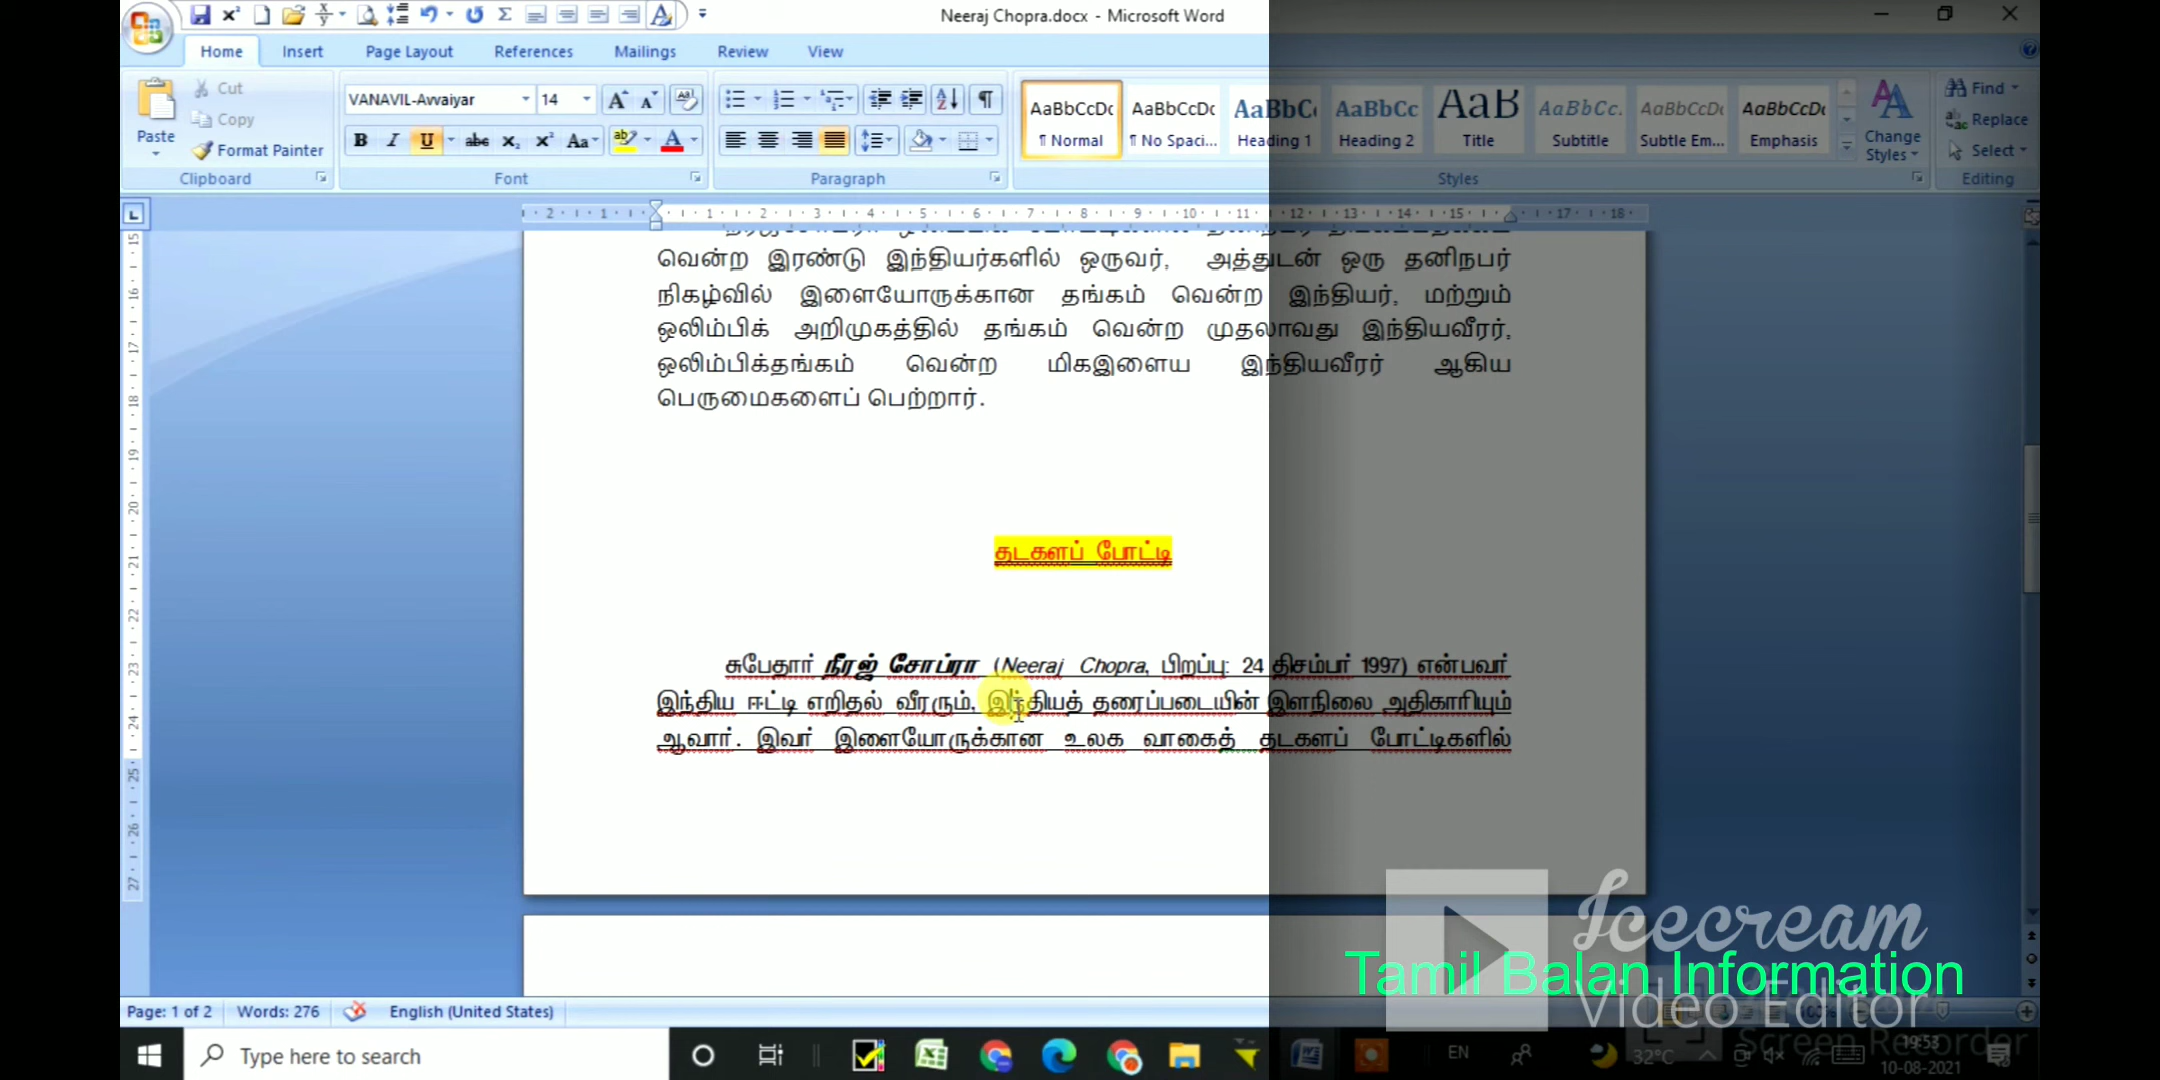 Neeraj Chopra.docx - Microsoft Word
Home Insert Page Layout References Mailings Review View
Cut
Copy
Format Painter
Paste
Clipboard
VANAVIL-Avvaiyar 14
Font
Paragraph
AaBbCcDc AaBbCcDc AaBbC AaBbCc AaB AaBbCc. AaBbCcDc AaBbCcDc
¶ Normal ¶ No Spaci... Heading 1 Heading 2 Title Subtitle Subtle Em... Emphasis
Change Styles
Styles
Find
Replace
Select
Editing
வென்ற இரண்டு இந்தியர்களில் ஒருவர், அத்துடன் ஒரு தனிநபர்
நிகழ்வில் இளையோருக்கான தங்கம் வென்ற இந்தியர், மற்றும்
ஒலிம்பிக் அறிமுகத்தில் தங்கம் வென்ற முதலாவது இந்தியவீரர்,
ஒலிம்பிக்தங்கம் வென்ற மிகஇளைய இந்தியவீரர் ஆகிய
பெருமைகளைப் பெற்றார்.
தடகளப் போட்டி
சுபேதார் நீரஜ் சோப்ரா (Neeraj Chopra, பிறப்பு: 24 திசம்பர் 1997) என்பவர்
இந்திய ஈட்டி எறிதல் வீரரும், இந்தியத் தரைப்படையின் இளநிலை அதிகாரியும்
ஆவார். இவர் இளையோருக்கான உலக வாகைத் தடகளப் போட்டிகளில்
Icecream
Tamil Balan Information
Video Editor
Screen Recorder
Page: 1 of 2 Words: 276 English (United States)
Type here to search
EN 32°C 19:53
10-08-2021